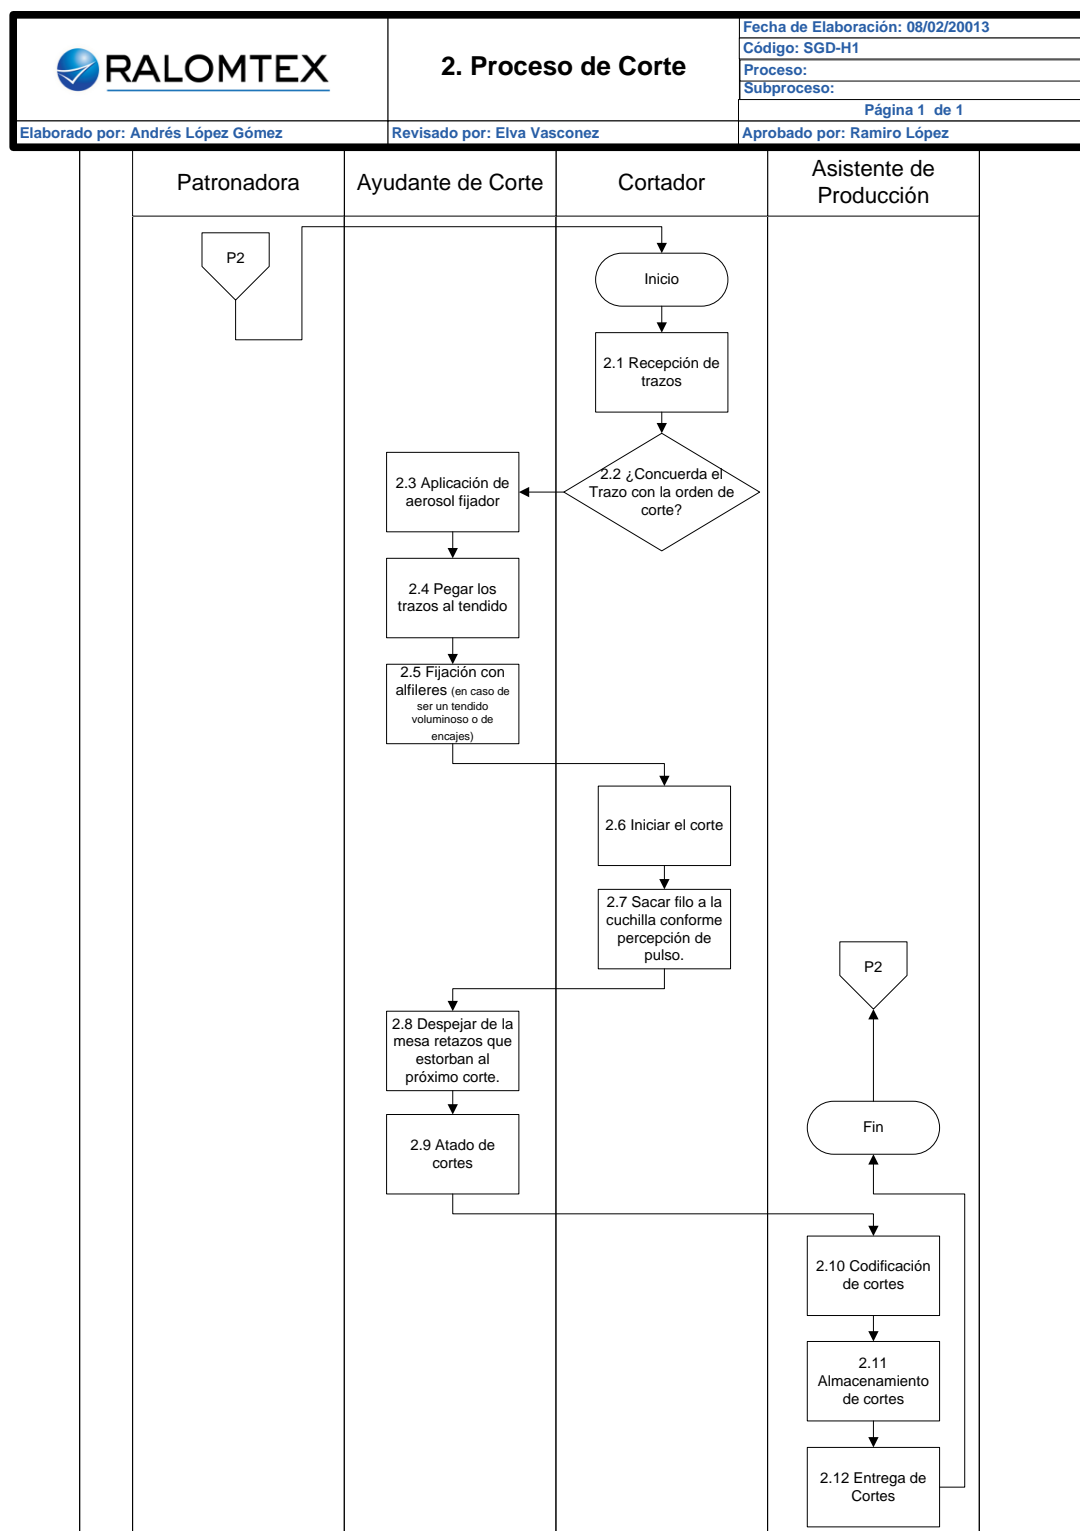 RALOMTEX
2. Proceso de Corte
Fecha de Elaboración: 08/02/20013
Código: SGD-H1
Proceso:
Subproceso:
Página 1 de 1
Elaborado por: Andrés López Gómez
Revisado por: Elva Vasconez
Aprobado por: Ramiro López
Patronadora
Ayudante de Corte
Cortador
Asistente de
Producción
P2
Inicio
2.1 Recepción de
trazos
2.2 ¿Concuerda el
Trazo con la orden de
corte?
2.3 Aplicación de
aerosol fijador
2.4 Pegar los
trazos al tendido
2.5 Fijación con
alfileres (en caso de
ser un tendido
voluminoso o de
encajes)
2.6 Iniciar el corte
2.7 Sacar filo a la
cuchilla conforme
percepción de
pulso.
P2
2.8 Despejar de la
mesa retazos que
estorban al
próximo corte.
2.9 Atado de
cortes
Fin
2.10 Codificación
de cortes
2.11
Almacenamiento
de cortes
2.12 Entrega de
Cortes